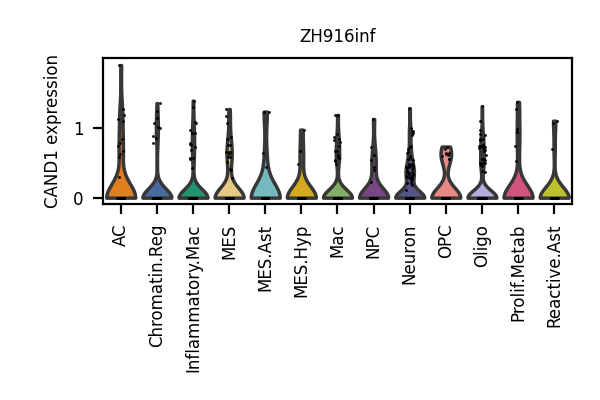 ZH916inf
CAND1 expression
1
0
AC
Chromatin.Reg
Inflammatory.Mac
MES
MES.Ast
MES.Hyp
Mac
NPC
Neuron
OPC
Oligo
Prolif.Metab
Reactive.Ast